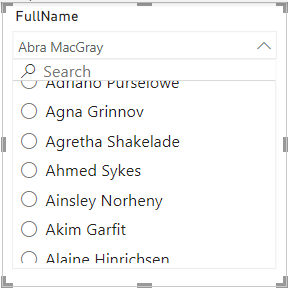 FullName
Abra MacGray
Search
Adriano Purselowe
Agna Grinnov
Agretha Shakelade
Ahmed Sykes
Ainsley Norheny
Akim Garfit
Alaine Hinrichsen